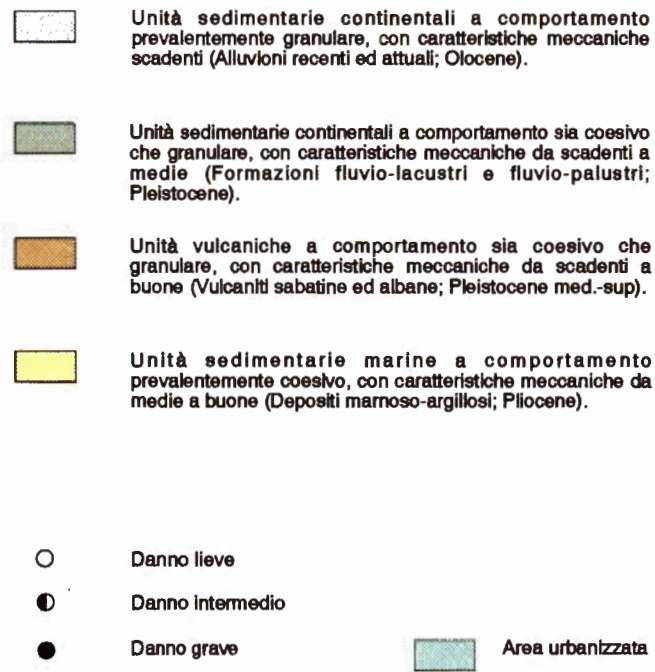 Unità sedimentarie continentali a comportamento
prevalentemente granulare, con caratteristiche meccaniche
scadenti (Alluvioni recenti ed attuali; Olocene).
Unità sedimentarie continentali a comportamento sia coesivo
che granulare, con caratteristiche meccaniche da scadenti a
medie (Formazioni fluvio-lacustri e fluvio-palustri;
Pleistocene).
Unità vulcaniche a comportamento sia coesivo che
granulare, con caratteristiche meccaniche da scadenti a
buone (Vulcaniti sabatine ed albane; Pleistocene med.-sup).
Unità sedimentarie marine a comportamento
prevalentemente coesivo, con caratteristiche meccaniche da
medie a buone (Depositi marnoso-argillosi; Pliocene).
Danno lieve
Danno intermedio
Danno grave
Area urbanizzata